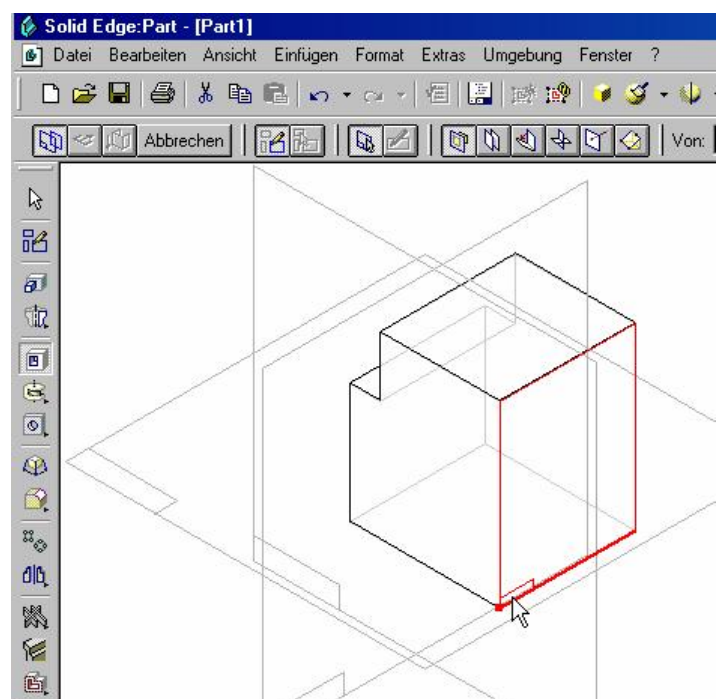 Solid Edge:Part - [Part1]
Datei Bearbeiten Ansicht Einfügen Format Extras Umgebung Fenster ?
Abbrechen Von: